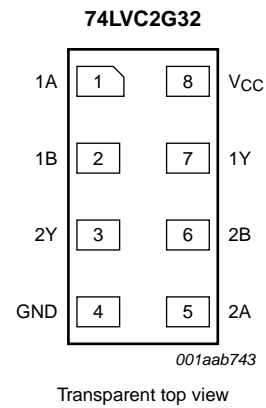 74LVC2G32
1A 1 8 VCC
1B 2 7 1Y
2Y 3 6 2B
GND 4 5 2A
001aab743
Transparent top view